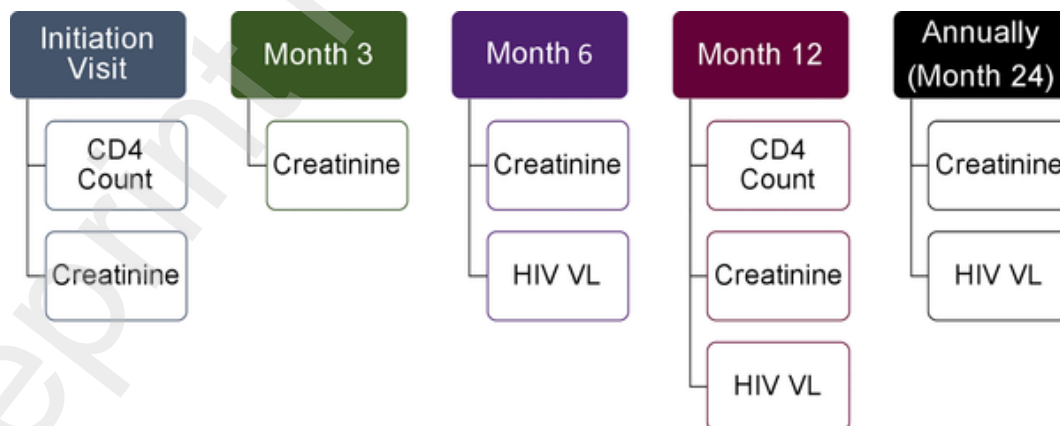 Initiation
Visit
CD4
Count
Creatinine
Month 3
Creatinine
Month 6
Creatinine
HIV VL
Month 12
CD4
Count
Creatinine
HIV VL
Annually
(Month 24)
Creatinine
HIV VL
eprint